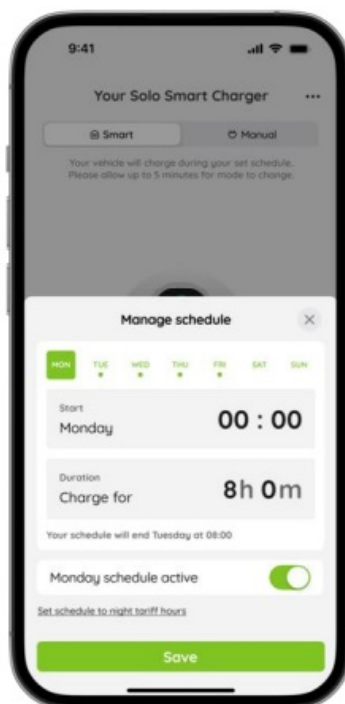 9:41
Your Solo Smart Charger ...
Smart Manual
Your vehicle will charge during your set schedule.
Please allow up to 5 minutes for mode to change.
Manage schedule
MON TUE WED THU FRI SAT SUN
Start
Monday 00 : 00
Duration
Charge for 8h 0m
Your schedule will end Tuesday at 08:00
Monday schedule active
Set schedule to night tariff hours
Save